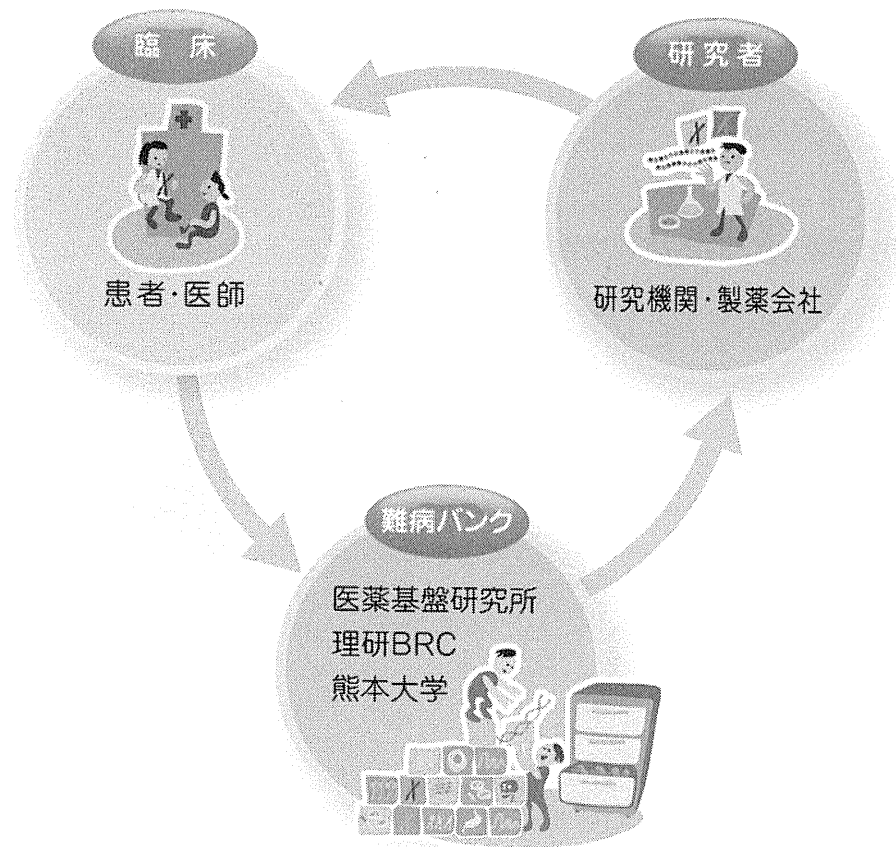 臨床
患者・医師
研究者
研究機関・製薬会社
難病バンク
医薬基盤研究所
理研BRC
熊本大学